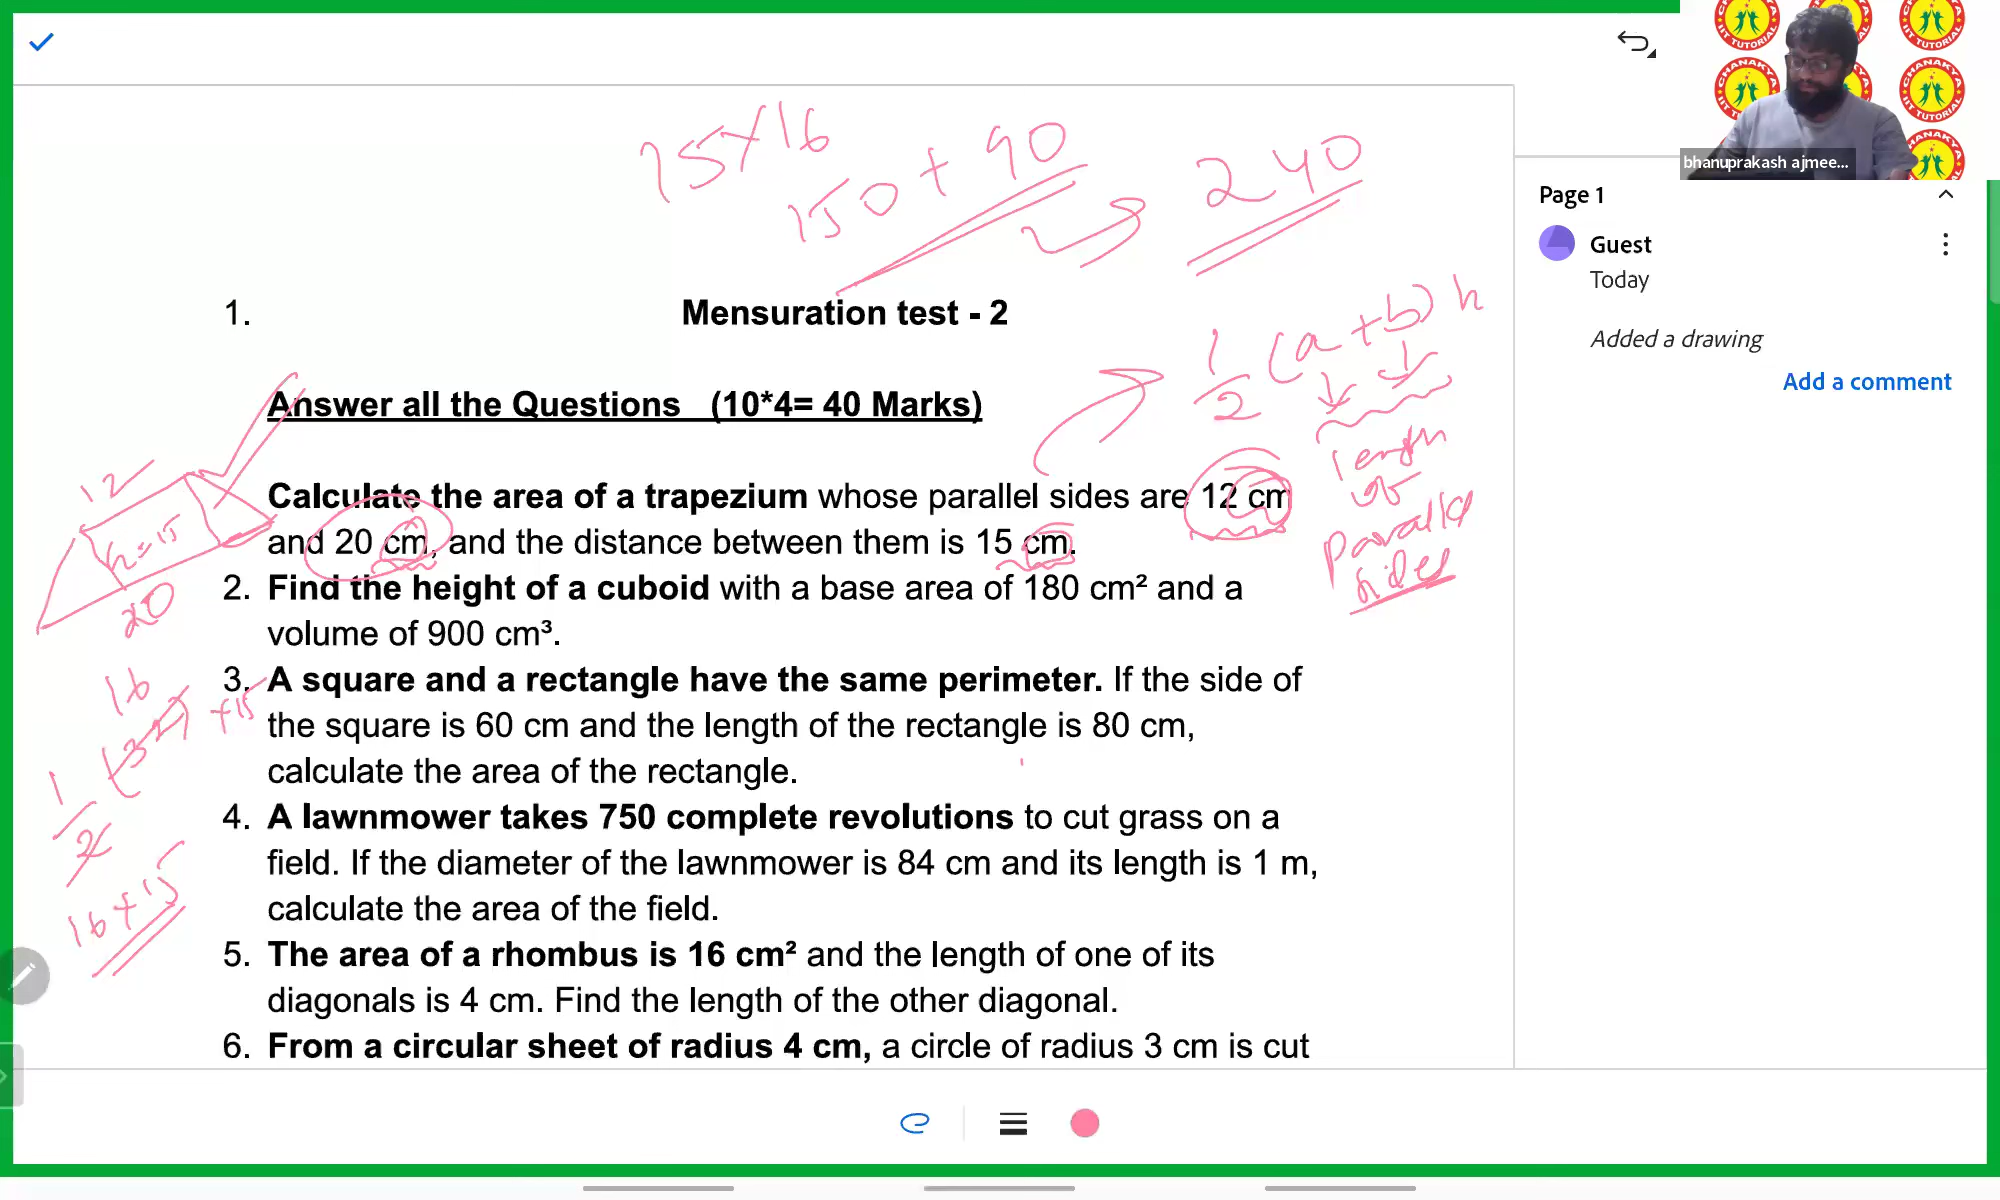 15+16
150 + 90
240
1. Mensuration test - 2
Answer all the Questions (10*4= 40 Marks)
Calculate the area of a trapezium whose parallel sides are 12 cm
and 20 cm, and the distance between them is 15 cm.
2. Find the height of a cuboid with a base area of 180 cm² and a
volume of 900 cm³.
3. A square and a rectangle have the same perimeter. If the side of
the square is 60 cm and the length of the rectangle is 80 cm,
calculate the area of the rectangle.
4. A lawnmower takes 750 complete revolutions to cut grass on a
field. If the diameter of the lawnmower is 84 cm and its length is 1 m,
calculate the area of the field.
5. The area of a rhombus is 16 cm² and the length of one of its
diagonals is 4 cm. Find the length of the other diagonal.
6. From a circular sheet of radius 4 cm, a circle of radius 3 cm is cut
1/2 (a+b) h
length
of
parallel
sides
12
h=15
20
16
1/2 (32) +15
16+15
CHANAKYA
IIT TUTORIAL
bhanuprakash ajmee...
Page 1
Guest
Today
Added a drawing
Add a comment